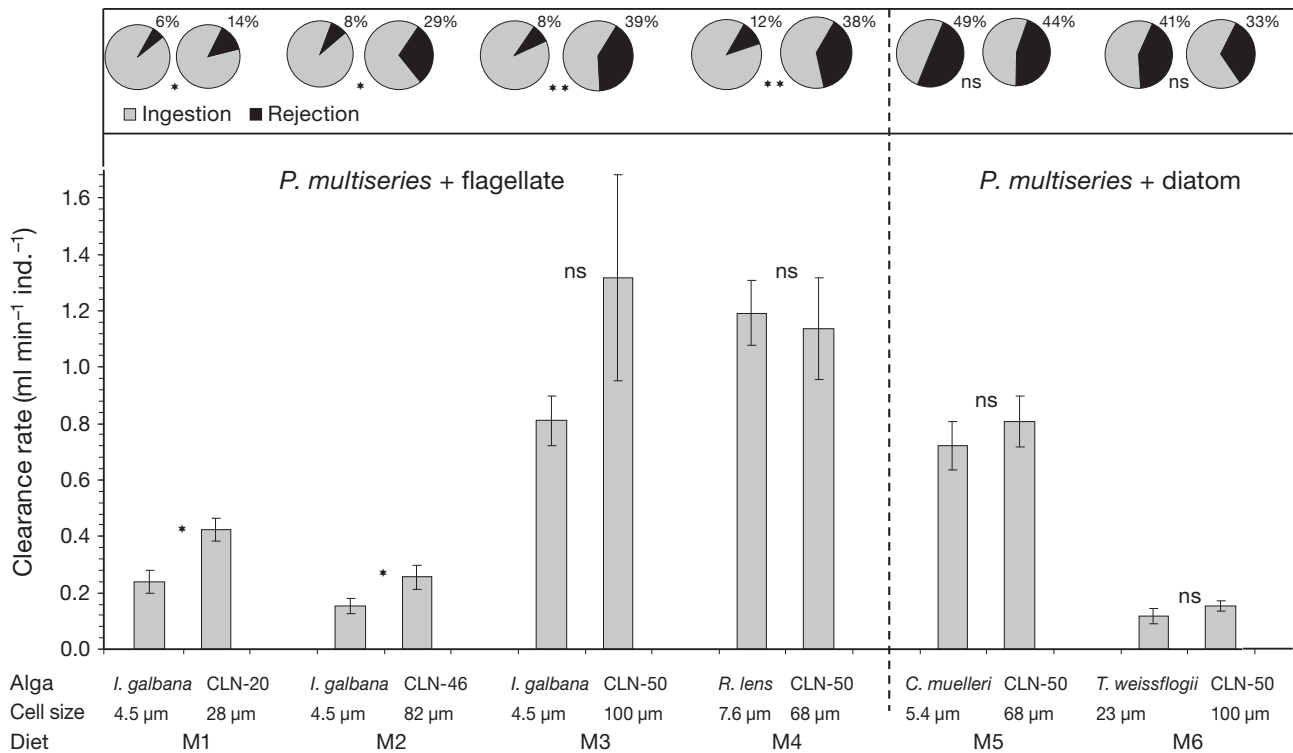 6% 14% 8% 29% 8% 39% 12% 38% 49% 44% 41% 33%
* * ** ** ns ns
Ingestion Rejection
P. multiseries + flagellate P. multiseries + diatom
Clearance rate (ml min⁻¹ ind.⁻¹)
1.6
1.4
1.2
1.0
0.8
0.6
0.4
0.2
0.0
* * ns ns ns ns
Alga I. galbana CLN-20 I. galbana CLN-46 I. galbana CLN-50 R. lens CLN-50 C. muelleri CLN-50 T. weissflogii CLN-50
Cell size 4.5 µm 28 µm 4.5 µm 82 µm 4.5 µm 100 µm 7.6 µm 68 µm 5.4 µm 68 µm 23 µm 100 µm
Diet M1 M2 M3 M4 M5 M6